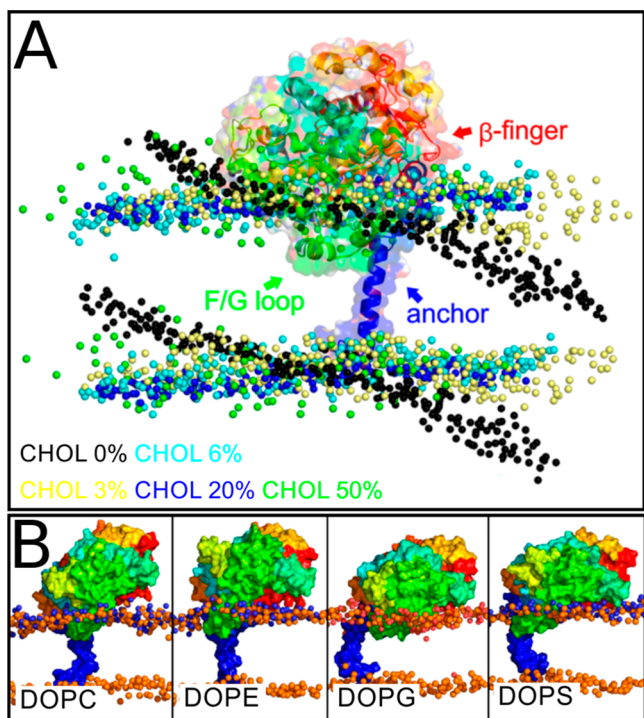 A
β-finger
F/G loop
anchor
CHOL 0% CHOL 6%
CHOL 3% CHOL 20% CHOL 50%
B
DOPC DOPE DOPG DOPS